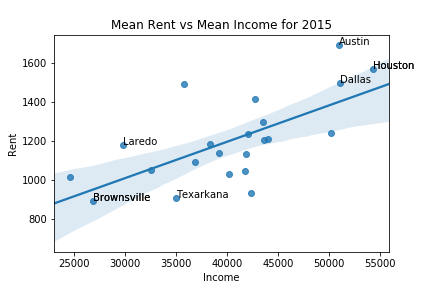 Mean Rent vs Mean Income for 2015
Austin
Houston
Dallas
Laredo
Brownsville
Texarkana
1600
1400
1200
1000
800
Rent
25000 30000 35000 40000 45000 50000 55000
Income